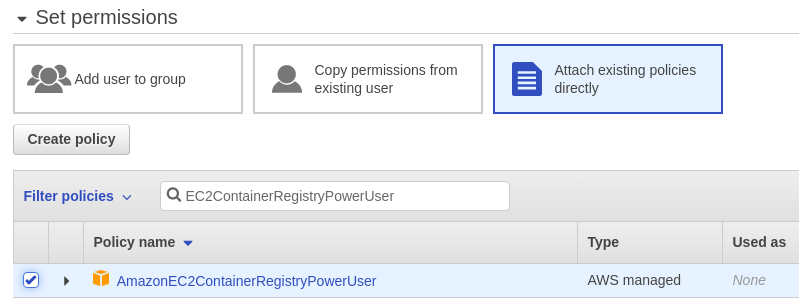 Set permissions
Add user to group
Copy permissions from
existing user
Attach existing policies
directly
Create policy
Filter policies
EC2ContainerRegistryPowerUser
Policy name
Type
Used as
AmazonEC2ContainerRegistryPowerUser
AWS managed
None